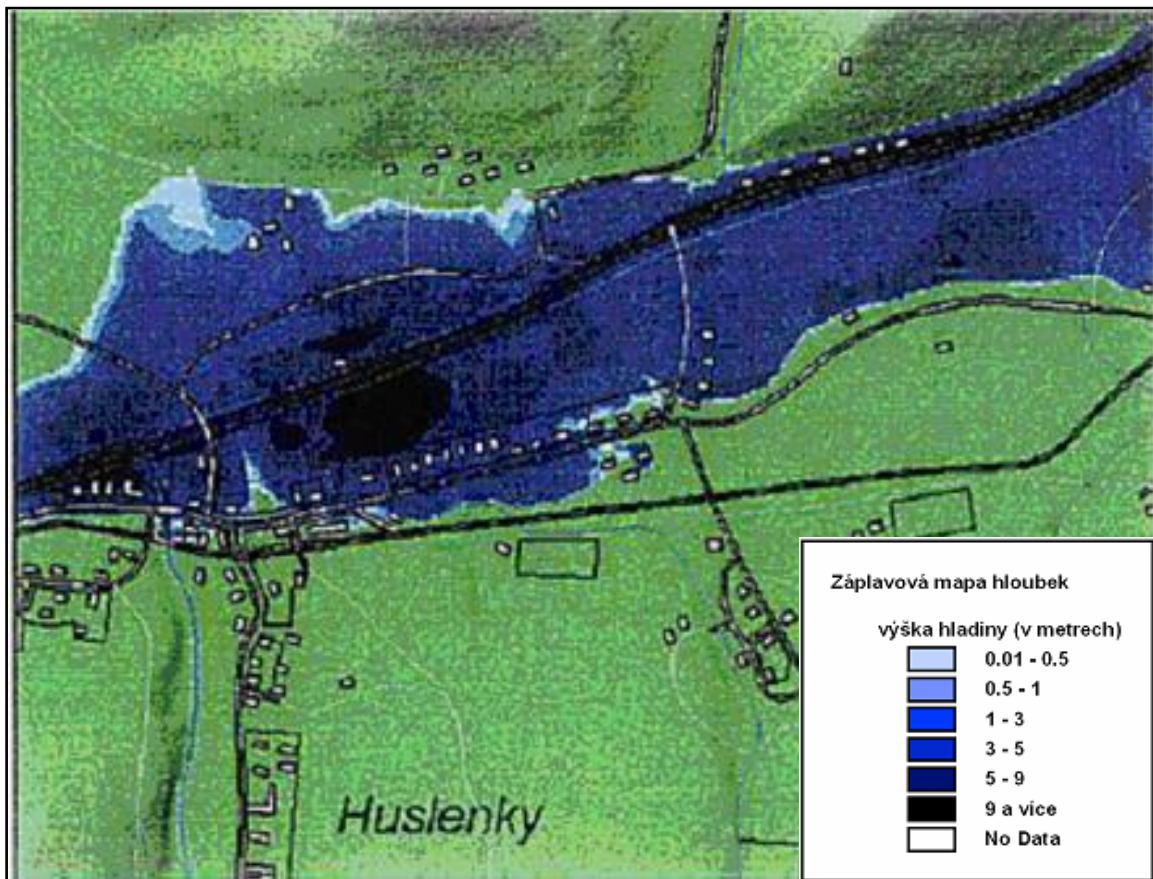 Huslenky
Záplavová mapa hloubek
výška hladiny (v metrech)
0.01 - 0.5
0.5 - 1
1 - 3
3 - 5
5 - 9
9 a více
No Data